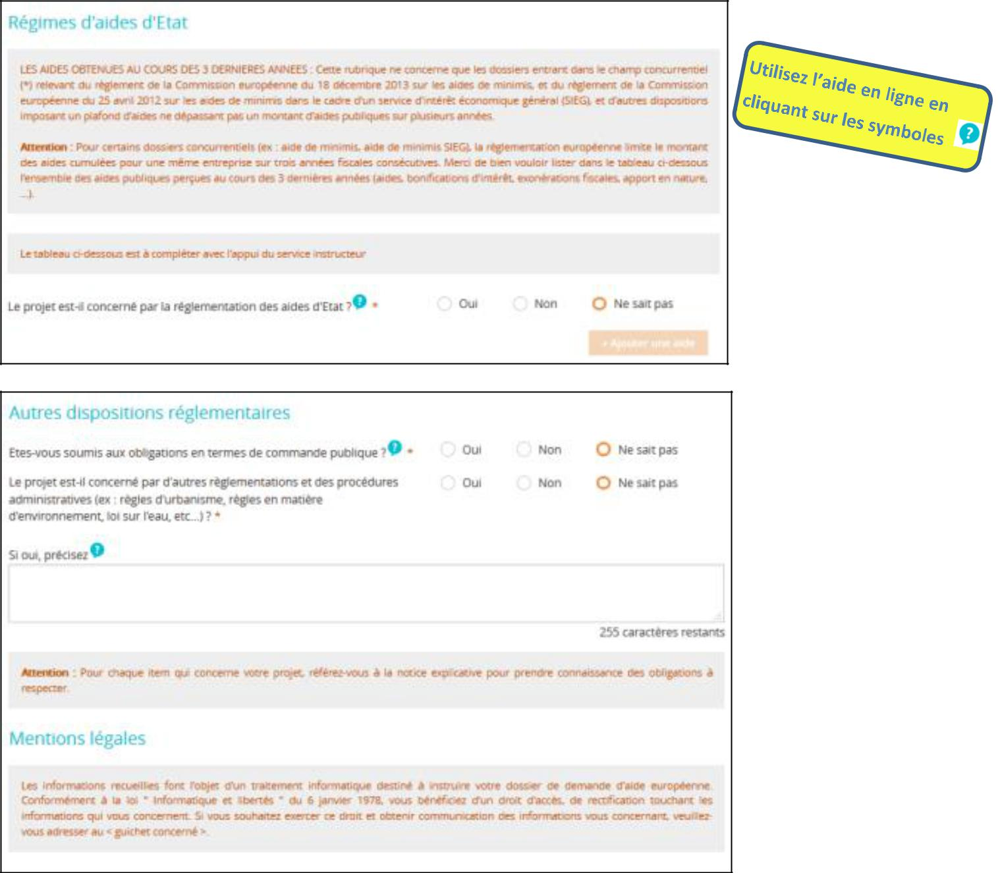 Régimes d'aides d'Etat
LES AIDES OBTENUES AU COURS DES 3 DERNIERES ANNEES : Cette rubrique ne concerne que les dossiers entrant dans le champ concurrentiel
(*) relevant du règlement de la Commission européenne du 18 décembre 2013 sur les aides de minimis, et du règlement de la Commission
européenne du 25 avril 2012 sur les aides de minimis dans le cadre d'un service d'intérêt économique général (SIEG), et d'autres dispositions
imposant un plafond d'aides ne dépassant pas un montant d'aides publiques sur plusieurs années.
Attention : Pour certains dossiers concurrentiels (ex : aide de minimis, aide de minimis SIEG), la réglementation européenne limite le montant
des aides cumulées pour une même entreprise sur trois années fiscales consécutives. Merci de bien vouloir lister dans le tableau ci-dessous
l'ensemble des aides publiques perçues au cours des 3 dernières années (aides, bonifications d'intérêt, exonérations fiscales, apport en nature,
...).
Le tableau ci-dessous est à compléter avec l'appui du service instructeur
Le projet est-il concerné par la réglementation des aides d'Etat ? ? * Oui Non Ne sait pas
+ Ajouter une aide
Utilisez l'aide en ligne en
cliquant sur les symboles ?
Autres dispositions réglementaires
Etes-vous soumis aux obligations en termes de commande publique ? ? * Oui Non Ne sait pas
Le projet est-il concerné par d'autres règlementations et des procédures Oui Non Ne sait pas
administratives (ex : règles d'urbanisme, règles en matière
d'environnement, loi sur l'eau, etc...) ? *
Si oui, précisez ?
255 caractères restants
Attention : Pour chaque item qui concerne votre projet, référez-vous à la notice explicative pour prendre connaissance des obligations à
respecter.
Mentions légales
Les informations recueillies font l'objet d'un traitement informatique destiné à instruire votre dossier de demande d'aide européenne.
Conformément à la loi " Informatique et libertés " du 6 janvier 1978, vous bénéficiez d'un droit d'accès, de rectification touchant les
informations qui vous concernent. Si vous souhaitez exercer ce droit et obtenir communication des informations vous concernant, veuillez-
vous adresser au < guichet concerné >.